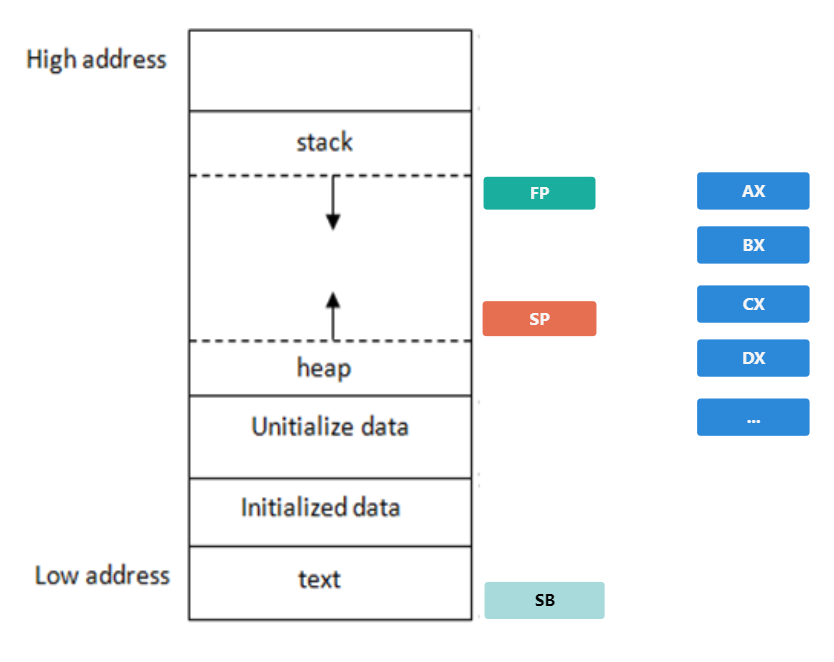 High address
stack
FP
AX
BX
SP
CX
DX
heap
...
Unitialize data
Initialized data
Low address
text
SB